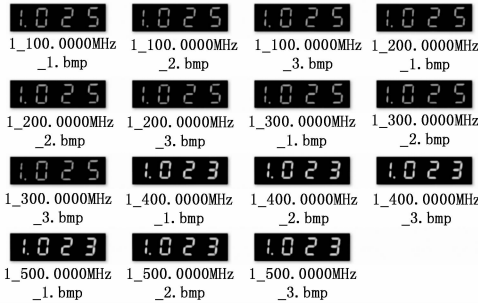 1.025 1.025 1.025 1.025
1_100.0000MHz 1_100.0000MHz 1_100.0000MHz 1_200.0000MHz
_1.bmp _2.bmp _3.bmp _1.bmp
1.025 1.025 1.025 1.025
1_200.0000MHz 1_200.0000MHz 1_300.0000MHz 1_300.0000MHz
_2.bmp _3.bmp _1.bmp _2.bmp
1.025 1.023 1.023 1.023
1_300.0000MHz 1_400.0000MHz 1_400.0000MHz 1_400.0000MHz
_3.bmp _1.bmp _2.bmp _3.bmp
1.023 1.023 1.023
1_500.0000MHz 1_500.0000MHz 1_500.0000MHz
_1.bmp _2.bmp _3.bmp